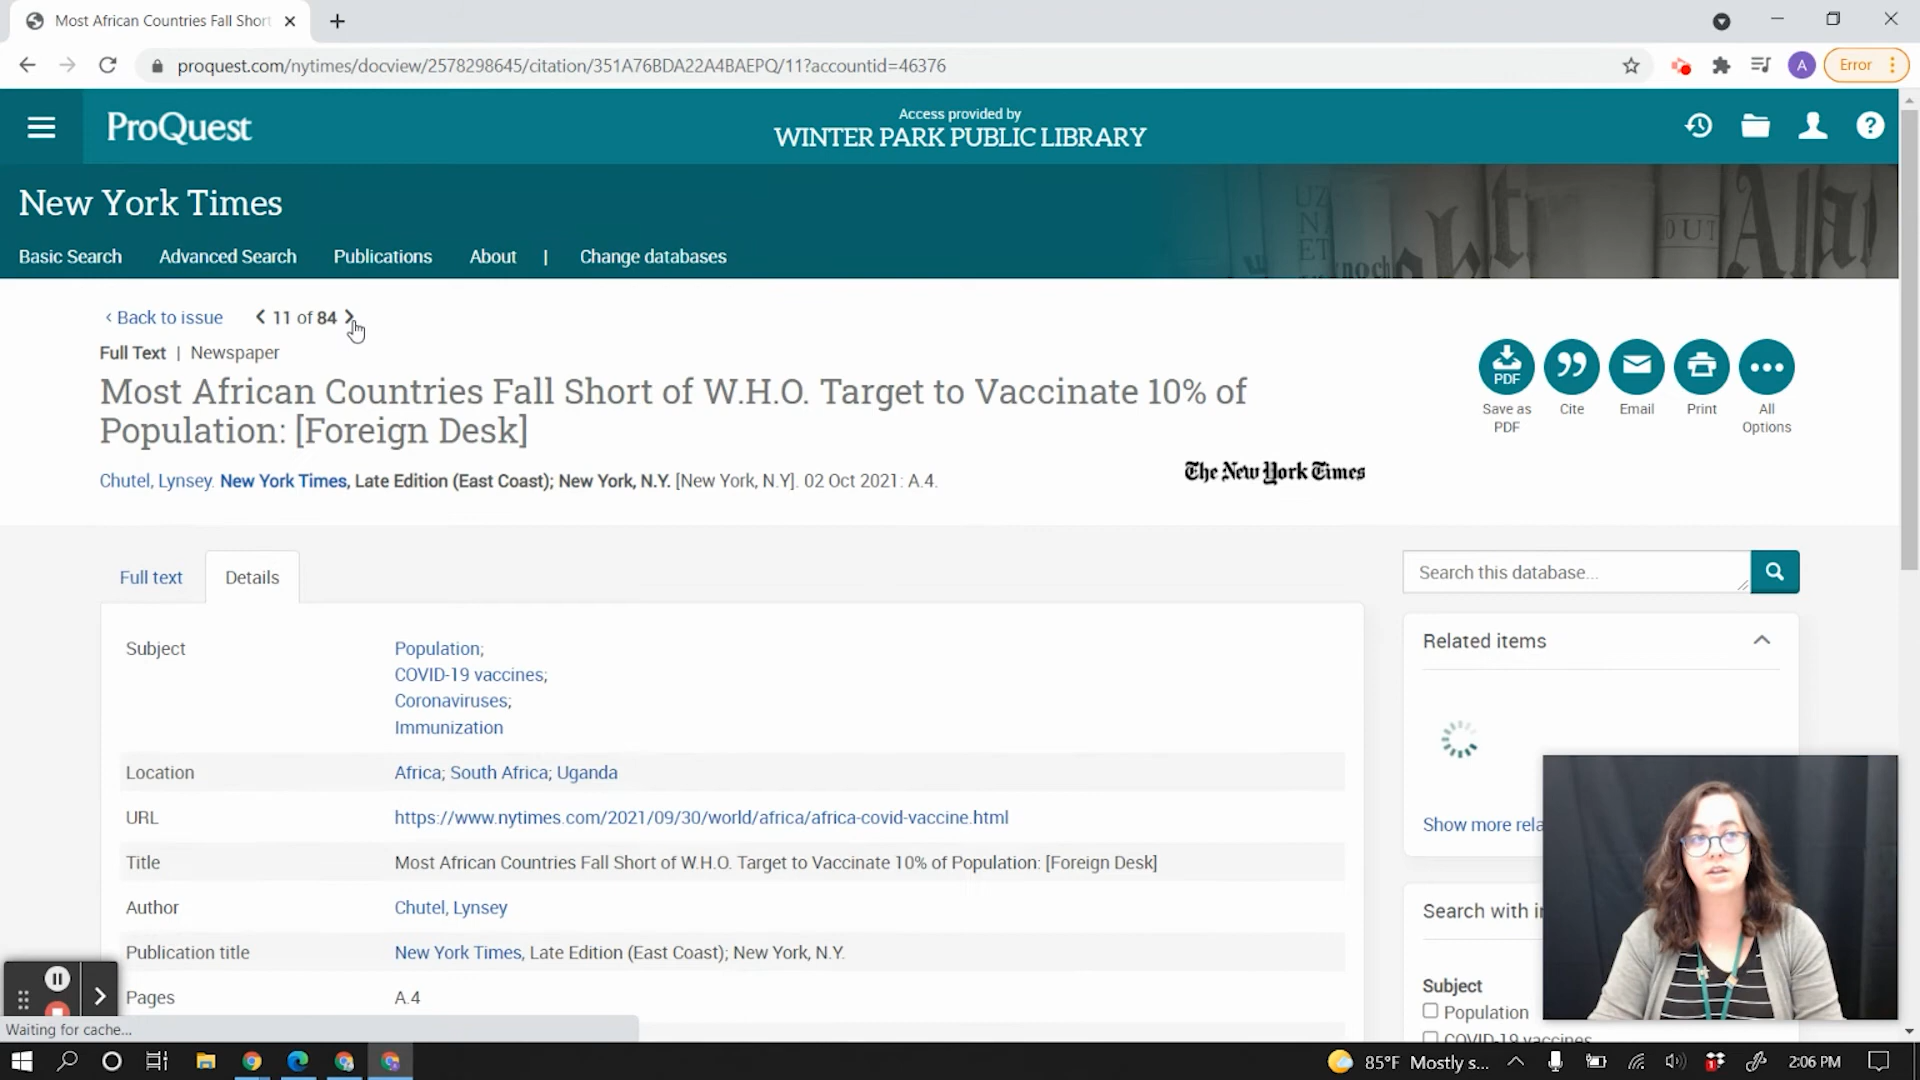 Most African Countries Fall Short
proquest.com/nytimes/docview/2578298645/citation/351A76BDA22A4BAEPQ/11?accountid=46376
A
Error
ProQuest
Access provided by
WINTER PARK PUBLIC LIBRARY
New York Times
Basic Search
Advanced Search
Publications
About
|
Change databases
‹ Back to issue
11 of 84
Full Text | Newspaper
Most African Countries Fall Short of W.H.O. Target to Vaccinate 10% of
Population: [Foreign Desk]
Chutel, Lynsey. New York Times, Late Edition (East Coast); New York, N.Y. [New York, N.Y]. 02 Oct 2021: A.4.
The New York Times
PDF
Save as
PDF
Cite
Email
Print
All
Options
Full text
Details
Search this database...
Subject
Population;
COVID-19 vaccines;
Coronaviruses;
Immunization
Location
Africa; South Africa; Uganda
URL
https://www.nytimes.com/2021/09/30/world/africa/africa-covid-vaccine.html
Title
Most African Countries Fall Short of W.H.O. Target to Vaccinate 10% of Population: [Foreign Desk]
Author
Chutel, Lynsey
Publication title
New York Times, Late Edition (East Coast); New York, N.Y.
Pages
A.4
Related items
Show more rela
Search with in
Subject
Population
COVID-19 vaccines
Waiting for cache...
85°F Mostly s...
2:06 PM